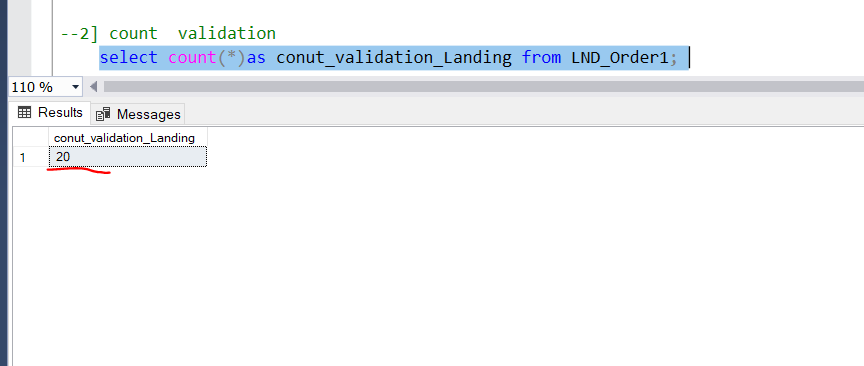 --2] count  validation
select count(*)as conut_validation_Landing from LND_Order1;
110 %
Results Messages
conut_validation_Landing
1 20